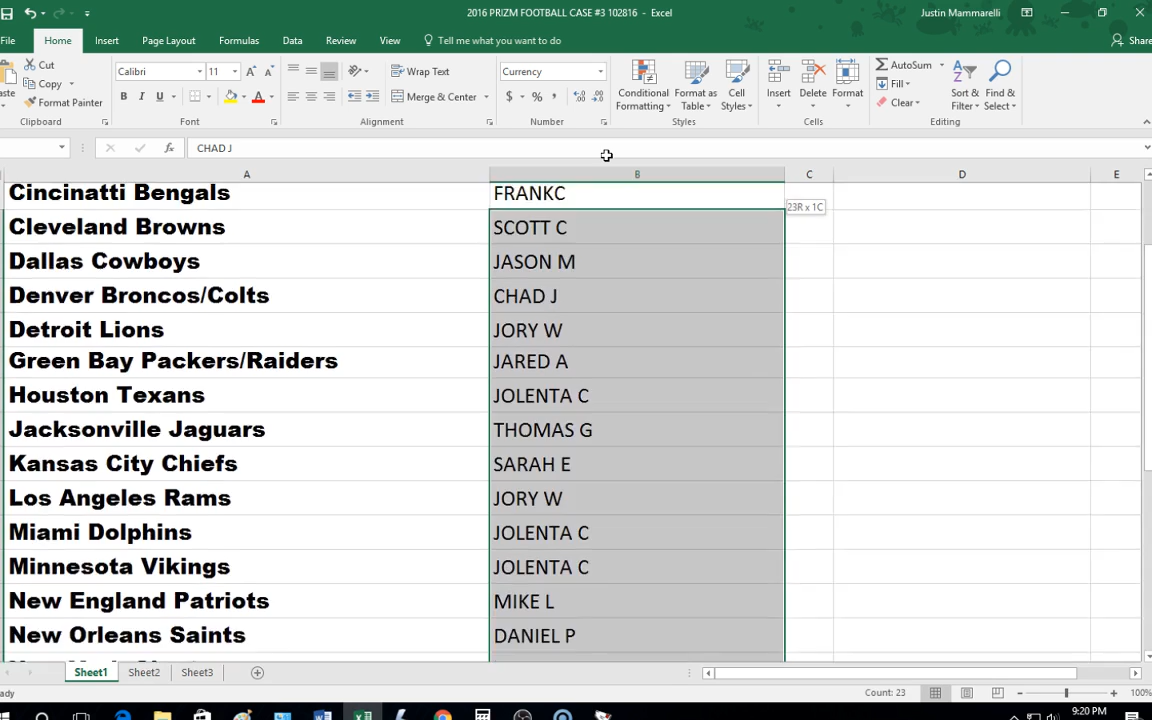 2016 PRIZM FOOTBALL CASE #3 102816 - Excel
Justin Mammarelli
File Home Insert Page Layout Formulas Data Review View Tell me what you want to do
Share
Cut
Copy
Format Painter
Clipboard
Calibri 11
B I U
Font
Wrap Text
Merge & Center
Alignment
Currency
$ % ,
Number
Conditional Formatting
Format as Table
Cell Styles
Styles
Insert Delete Format
Cells
AutoSum
Fill
Clear
Sort & Filter
Find & Select
Editing
fx CHAD J
A B C D E
Cincinatti Bengals FRANKC
23R x 1C
Cleveland Browns SCOTT C
Dallas Cowboys JASON M
Denver Broncos/Colts CHAD J
Detroit Lions JORY W
Green Bay Packers/Raiders JARED A
Houston Texans JOLENTA C
Jacksonville Jaguars THOMAS G
Kansas City Chiefs SARAH E
Los Angeles Rams JORY W
Miami Dolphins JOLENTA C
Minnesota Vikings JOLENTA C
New England Patriots MIKE L
New Orleans Saints DANIEL P
Sheet1 Sheet2 Sheet3
Count: 23
100%
9:20 PM